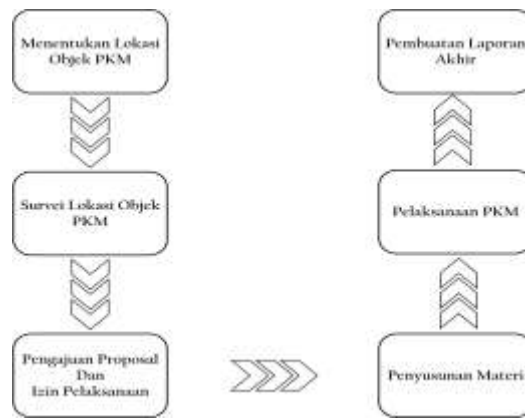 Menentukan Lokasi
Objek PKM
Survei Lokasi Objek
PKM
Pengajuan Proposal
Dan
Izin Pelaksanaan
Penyusunan Materi
Pelaksanaan PKM
Pembuatan Laporan
Akhir